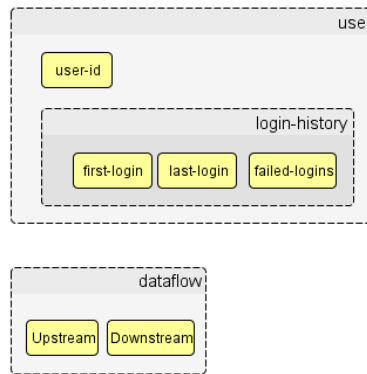 use
user-id
login-history
first-login last-login failed-logins
dataflow
Upstream Downstream